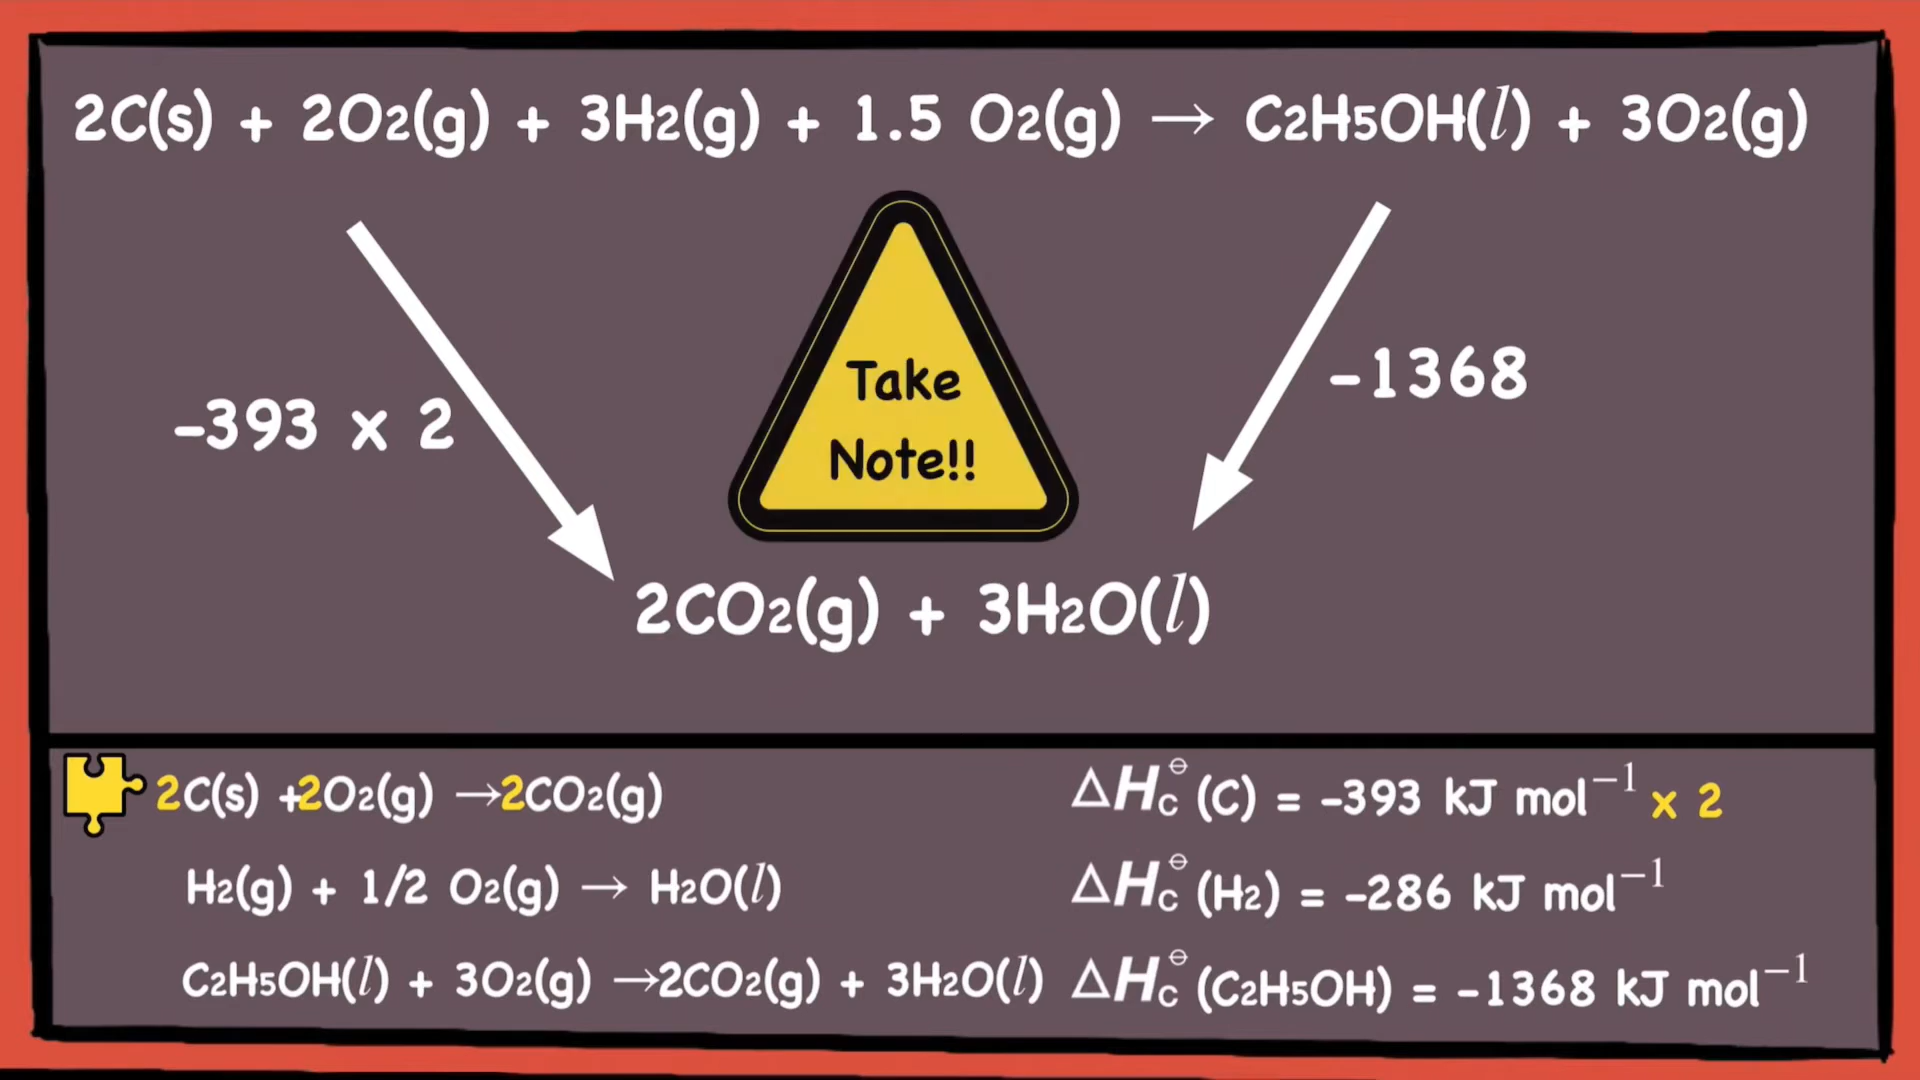 2C(s) + 2O2(g) + 3H2(g) + 1.5 O2(g) → C2H5OH(l) + 3O2(g)
Take
Note!!
-393 x 2
-1368
2CO2(g) + 3H2O(l)
2C(s) +2O2(g) →2CO2(g) ΔHc⊖(C) = -393 kJ mol−1 x 2
H2(g) + 1/2 O2(g) → H2O(l) ΔHc⊖(H2) = -286 kJ mol−1
C2H5OH(l) + 3O2(g) →2CO2(g) + 3H2O(l) ΔHc⊖(C2H5OH) = -1368 kJ mol−1